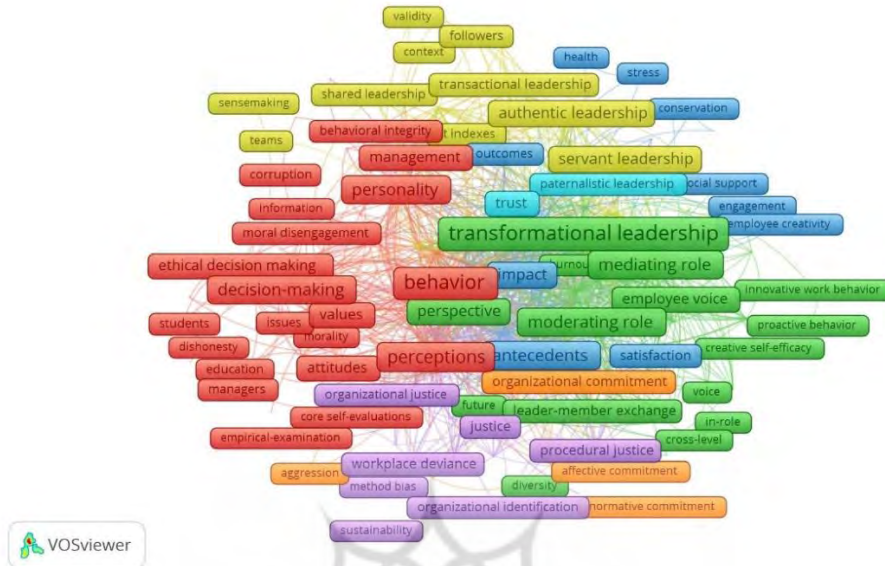 validity
followers
context
health
stress
transactional leadership
shared leadership
sensemaking
authentic leadership
conservation
behavioral integrity
t indexes
teams
management
outcomes
servant leadership
corruption
personality
paternalistic leadership
ocial support
trust
engagement
information
employee creativity
moral disengagement
transformational leadership
ethical decision making
burnou
mediating role
behavior
impact
decision-making
employee voice
innovative work behavior
perspective
values
students
issues
moderating role
proactive behavior
morality
dishonesty
perceptions
antecedents
satisfaction
creative self-efficacy
education
attitudes
organizational commitment
managers
organizational justice
voice
future
leader-member exchange
core self-evaluations
justice
in-role
empirical-examination
cross-level
procedural justice
workplace deviance
aggression
affective commitment
method bias
diversity
organizational identification
normative commitment
sustainability
VOSviewer